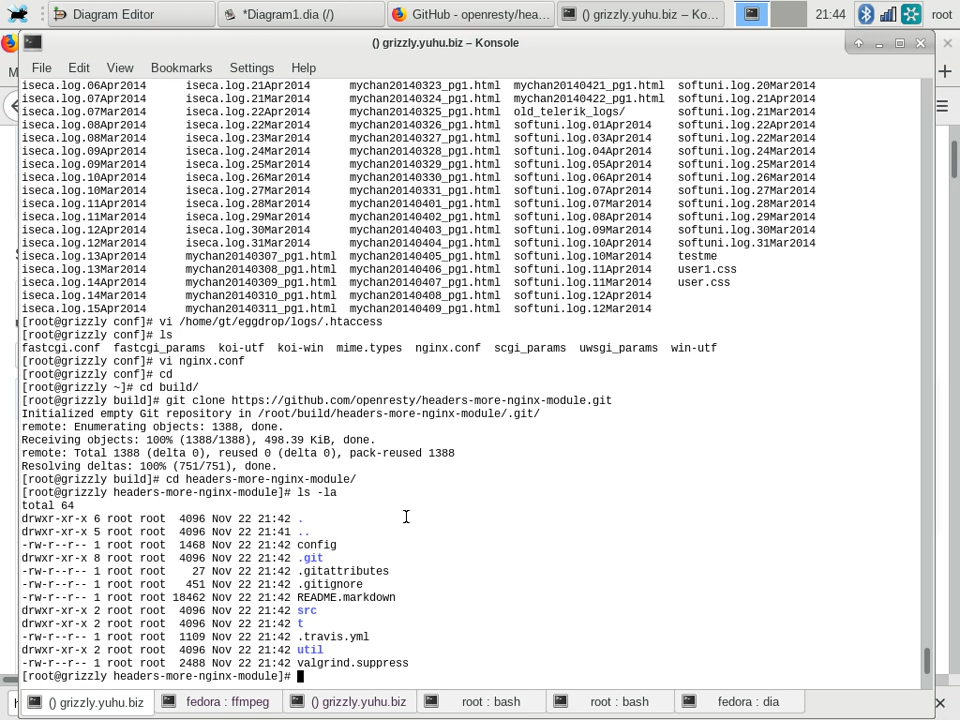 Diagram Editor
*Diagram1.dia (/)
GitHub - openresty/hea...
() grizzly.yuhu.biz – Ko...
21:44
root
() grizzly.yuhu.biz – Konsole
File Edit View Bookmarks Settings Help
iseca.log.06Apr2014 iseca.log.21Apr2014 mychan20140323_pg1.html mychan20140421_pg1.html softuni.log.20Mar2014
iseca.log.07Apr2014 iseca.log.21Mar2014 mychan20140324_pg1.html mychan20140422_pg1.html softuni.log.21Apr2014
iseca.log.07Mar2014 iseca.log.22Apr2014 mychan20140325_pg1.html old_telerik_logs/ softuni.log.21Mar2014
iseca.log.08Apr2014 iseca.log.22Mar2014 mychan20140326_pg1.html softuni.log.01Apr2014 softuni.log.22Apr2014
iseca.log.08Mar2014 iseca.log.23Mar2014 mychan20140327_pg1.html softuni.log.03Apr2014 softuni.log.22Mar2014
iseca.log.09Apr2014 iseca.log.24Mar2014 mychan20140328_pg1.html softuni.log.04Apr2014 softuni.log.24Mar2014
iseca.log.09Mar2014 iseca.log.25Mar2014 mychan20140329_pg1.html softuni.log.05Apr2014 softuni.log.25Mar2014
iseca.log.10Apr2014 iseca.log.26Mar2014 mychan20140330_pg1.html softuni.log.06Apr2014 softuni.log.26Mar2014
iseca.log.10Mar2014 iseca.log.27Mar2014 mychan20140331_pg1.html softuni.log.07Apr2014 softuni.log.27Mar2014
iseca.log.11Apr2014 iseca.log.28Mar2014 mychan20140401_pg1.html softuni.log.07Mar2014 softuni.log.28Mar2014
iseca.log.11Mar2014 iseca.log.29Mar2014 mychan20140402_pg1.html softuni.log.08Apr2014 softuni.log.29Mar2014
iseca.log.12Apr2014 iseca.log.30Mar2014 mychan20140403_pg1.html softuni.log.09Mar2014 softuni.log.30Mar2014
iseca.log.12Mar2014 iseca.log.31Mar2014 mychan20140404_pg1.html softuni.log.10Apr2014 softuni.log.31Mar2014
iseca.log.13Apr2014 mychan20140307_pg1.html mychan20140405_pg1.html softuni.log.10Mar2014 testme
iseca.log.13Mar2014 mychan20140308_pg1.html mychan20140406_pg1.html softuni.log.11Apr2014 user1.css
iseca.log.14Apr2014 mychan20140309_pg1.html mychan20140407_pg1.html softuni.log.11Mar2014 user.css
iseca.log.14Mar2014 mychan20140310_pg1.html mychan20140408_pg1.html softuni.log.12Apr2014
iseca.log.15Apr2014 mychan20140311_pg1.html mychan20140409_pg1.html softuni.log.12Mar2014
[root@grizzly conf]# vi /home/gt/eggdrop/logs/.htaccess
[root@grizzly conf]# ls
fastcgi.conf fastcgi_params koi-utf koi-win mime.types nginx.conf scgi_params uwsgi_params win-utf
[root@grizzly conf]# vi nginx.conf
[root@grizzly conf]# cd
[root@grizzly ~]# cd build/
[root@grizzly build]# git clone https://github.com/openresty/headers-more-nginx-module.git
Initialized empty Git repository in /root/build/headers-more-nginx-module/.git/
remote: Enumerating objects: 1388, done.
Receiving objects: 100% (1388/1388), 498.39 KiB, done.
remote: Total 1388 (delta 0), reused 0 (delta 0), pack-reused 1388
Resolving deltas: 100% (751/751), done.
[root@grizzly build]# cd headers-more-nginx-module/
[root@grizzly headers-more-nginx-module]# ls -la
total 64
drwxr-xr-x 6 root root 4096 Nov 22 21:42 .
drwxr-xr-x 5 root root 4096 Nov 22 21:41 ..
-rw-r--r-- 1 root root 1468 Nov 22 21:42 config
drwxr-xr-x 8 root root 4096 Nov 22 21:42 .git
-rw-r--r-- 1 root root 27 Nov 22 21:42 .gitattributes
-rw-r--r-- 1 root root 451 Nov 22 21:42 .gitignore
-rw-r--r-- 1 root root 18462 Nov 22 21:42 README.markdown
drwxr-xr-x 2 root root 4096 Nov 22 21:42 src
drwxr-xr-x 2 root root 4096 Nov 22 21:42 t
-rw-r--r-- 1 root root 1109 Nov 22 21:42 .travis.yml
drwxr-xr-x 2 root root 4096 Nov 22 21:42 util
-rw-r--r-- 1 root root 2488 Nov 22 21:42 valgrind.suppress
[root@grizzly headers-more-nginx-module]#
() grizzly.yuhu.biz
fedora : ffmpeg
() grizzly.yuhu.biz
root : bash
root : bash
fedora : dia